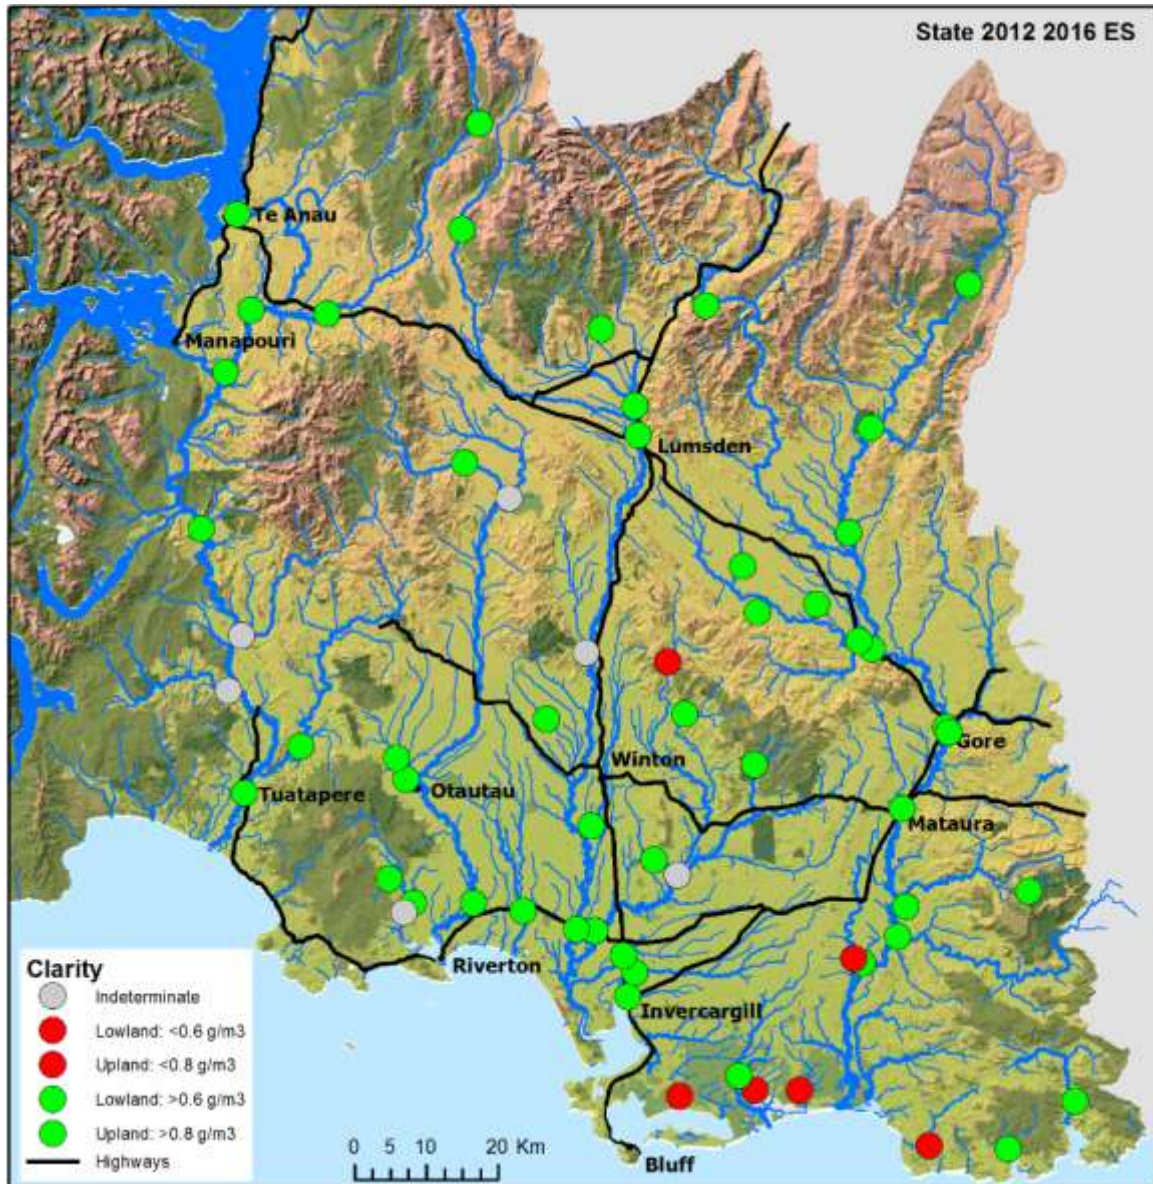 State 2012 2016 ES
Te Anau
Manapouri
Lumsden
Gore
Winton
Tuatapere
Otautau
Mataura
Riverton
Invercargill
Bluff
Clarity
Indeterminate
Lowland: <0.6 g/m3
Upland: <0.8 g/m3
Lowland: >0.6 g/m3
Upland: >0.8 g/m3
Highways
0 5 10 20 Km